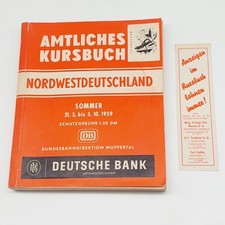 AMTLICHES
KURSBUCH
NORDWESTDEUTSCHLAND
SOMMER
31. 5. bis 3. 10. 1959
SCHUTZGEBÜHR 1,50 DM
DB
BUNDESBAHNDIREKTION WUPPERTAL
DEUTSCHE BANK
AKTIENGESELLSCHAFT
Anzeigen
im
Kursbuch
lohnen
immer!